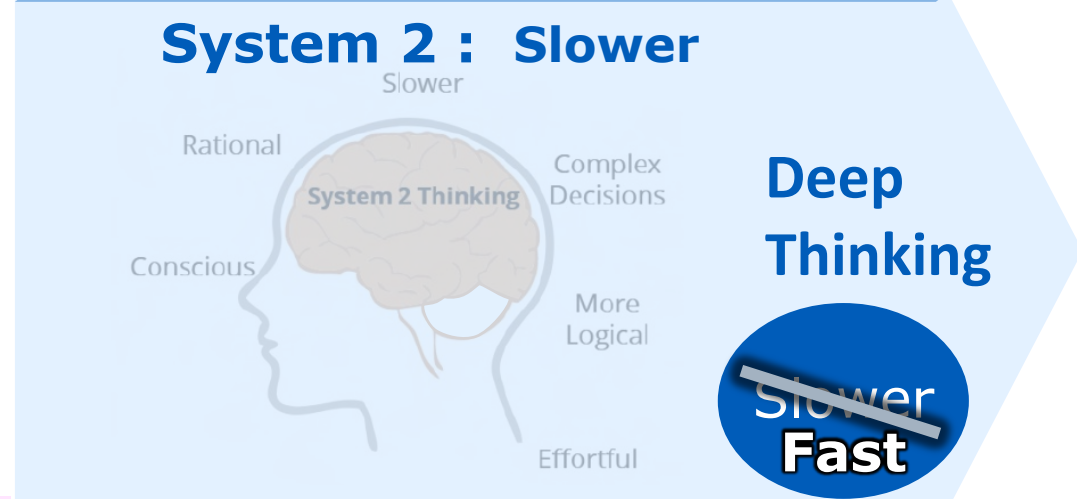 System 2 : Slower
Slower
Rational
Complex
Decisions
System 2 Thinking
Conscious
More
Logical
Effortful
Deep
Thinking
Slower
Fast